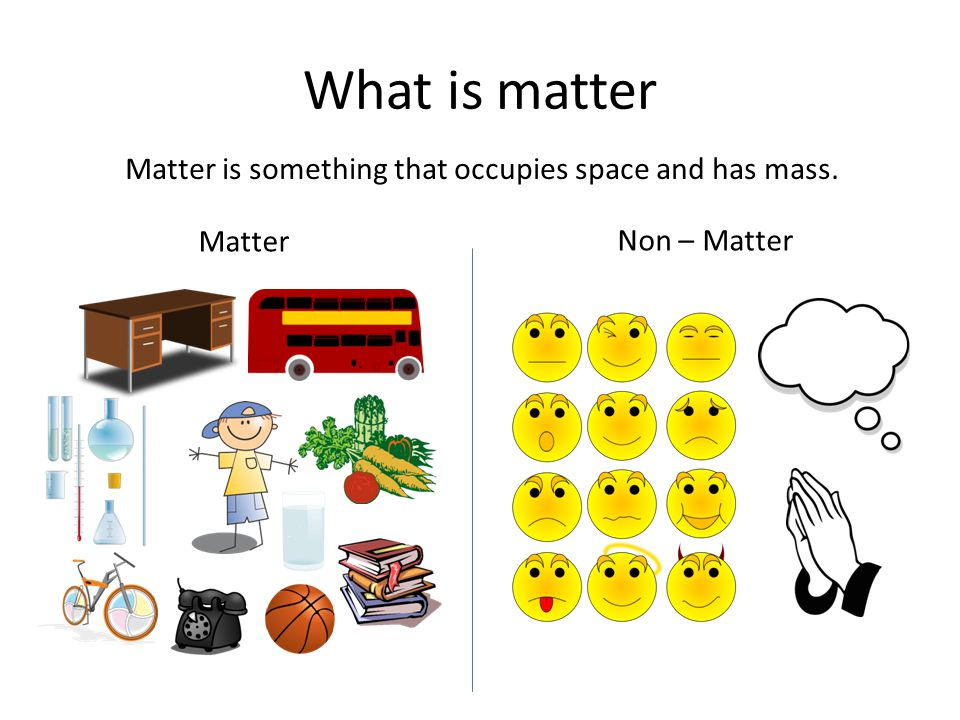 What is matter
Matter is something that occupies space and has mass.
Matter
Non – Matter